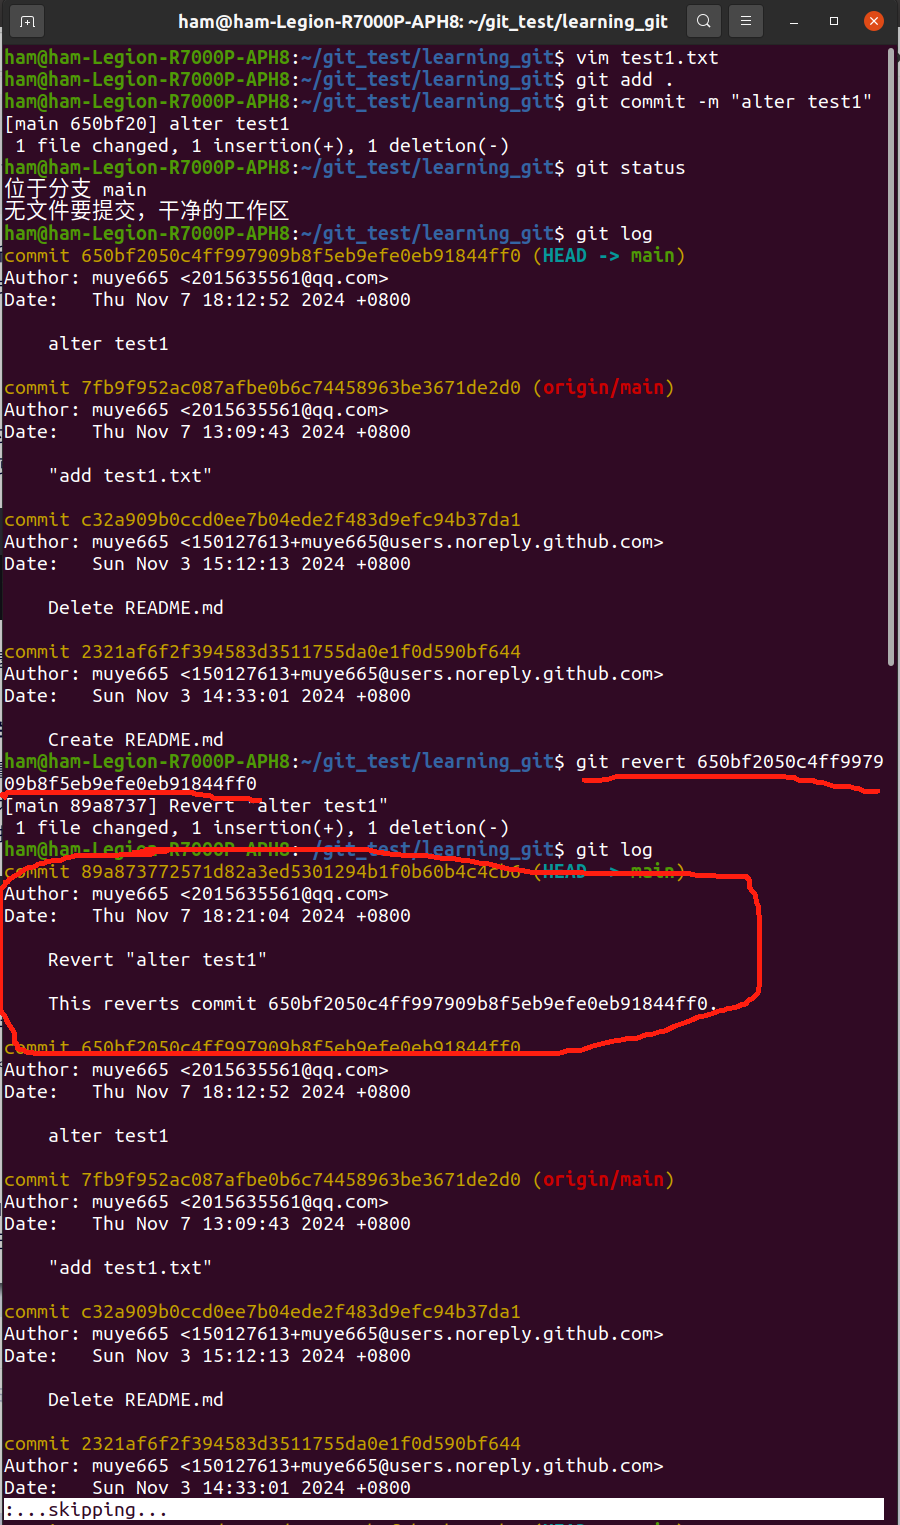 ham@ham-Legion-R7000P-APH8: ~/git_test/learning_git
ham@ham-Legion-R7000P-APH8:~/git_test/learning_git$ vim test1.txt
ham@ham-Legion-R7000P-APH8:~/git_test/learning_git$ git add .
ham@ham-Legion-R7000P-APH8:~/git_test/learning_git$ git commit -m "alter test1"
[main 650bf20] alter test1
 1 file changed, 1 insertion(+), 1 deletion(-)
ham@ham-Legion-R7000P-APH8:~/git_test/learning_git$ git status
位于分支 main
无文件要提交，干净的工作区
ham@ham-Legion-R7000P-APH8:~/git_test/learning_git$ git log
commit 650bf2050c4ff997909b8f5eb9efe0eb91844ff0 (HEAD -> main)
Author: muye665 <2015635561@qq.com>
Date:   Thu Nov 7 18:12:52 2024 +0800
    alter test1
commit 7fb9f952ac087afbe0b6c74458963be3671de2d0 (origin/main)
Author: muye665 <2015635561@qq.com>
Date:   Thu Nov 7 13:09:43 2024 +0800
    "add test1.txt"
commit c32a909b0ccd0ee7b04ede2f483d9efc94b37da1
Author: muye665 <150127613+muye665@users.noreply.github.com>
Date:   Sun Nov 3 15:12:13 2024 +0800
    Delete README.md
commit 2321af6f2f394583d3511755da0e1f0d590bf644
Author: muye665 <150127613+muye665@users.noreply.github.com>
Date:   Sun Nov 3 14:33:01 2024 +0800
    Create README.md
ham@ham-Legion-R7000P-APH8:~/git_test/learning_git$ git revert 650bf2050c4ff9979
09b8f5eb9efe0eb91844ff0
[main 89a8737] Revert "alter test1"
 1 file changed, 1 insertion(+), 1 deletion(-)
ham@ham-Legion-R7000P-APH8:~/git_test/learning_git$ git log
commit 89a873772571d82a3ed5301294b1f0b60b4c4cb6 (HEAD -> main)
Author: muye665 <2015635561@qq.com>
Date:   Thu Nov 7 18:21:04 2024 +0800
    Revert "alter test1"
    This reverts commit 650bf2050c4ff997909b8f5eb9efe0eb91844ff0.
commit 650bf2050c4ff997909b8f5eb9efe0eb91844ff0
Author: muye665 <2015635561@qq.com>
Date:   Thu Nov 7 18:12:52 2024 +0800
    alter test1
commit 7fb9f952ac087afbe0b6c74458963be3671de2d0 (origin/main)
Author: muye665 <2015635561@qq.com>
Date:   Thu Nov 7 13:09:43 2024 +0800
    "add test1.txt"
commit c32a909b0ccd0ee7b04ede2f483d9efc94b37da1
Author: muye665 <150127613+muye665@users.noreply.github.com>
Date:   Sun Nov 3 15:12:13 2024 +0800
    Delete README.md
commit 2321af6f2f394583d3511755da0e1f0d590bf644
Author: muye665 <150127613+muye665@users.noreply.github.com>
Date:   Sun Nov 3 14:33:01 2024 +0800
:...skipping...